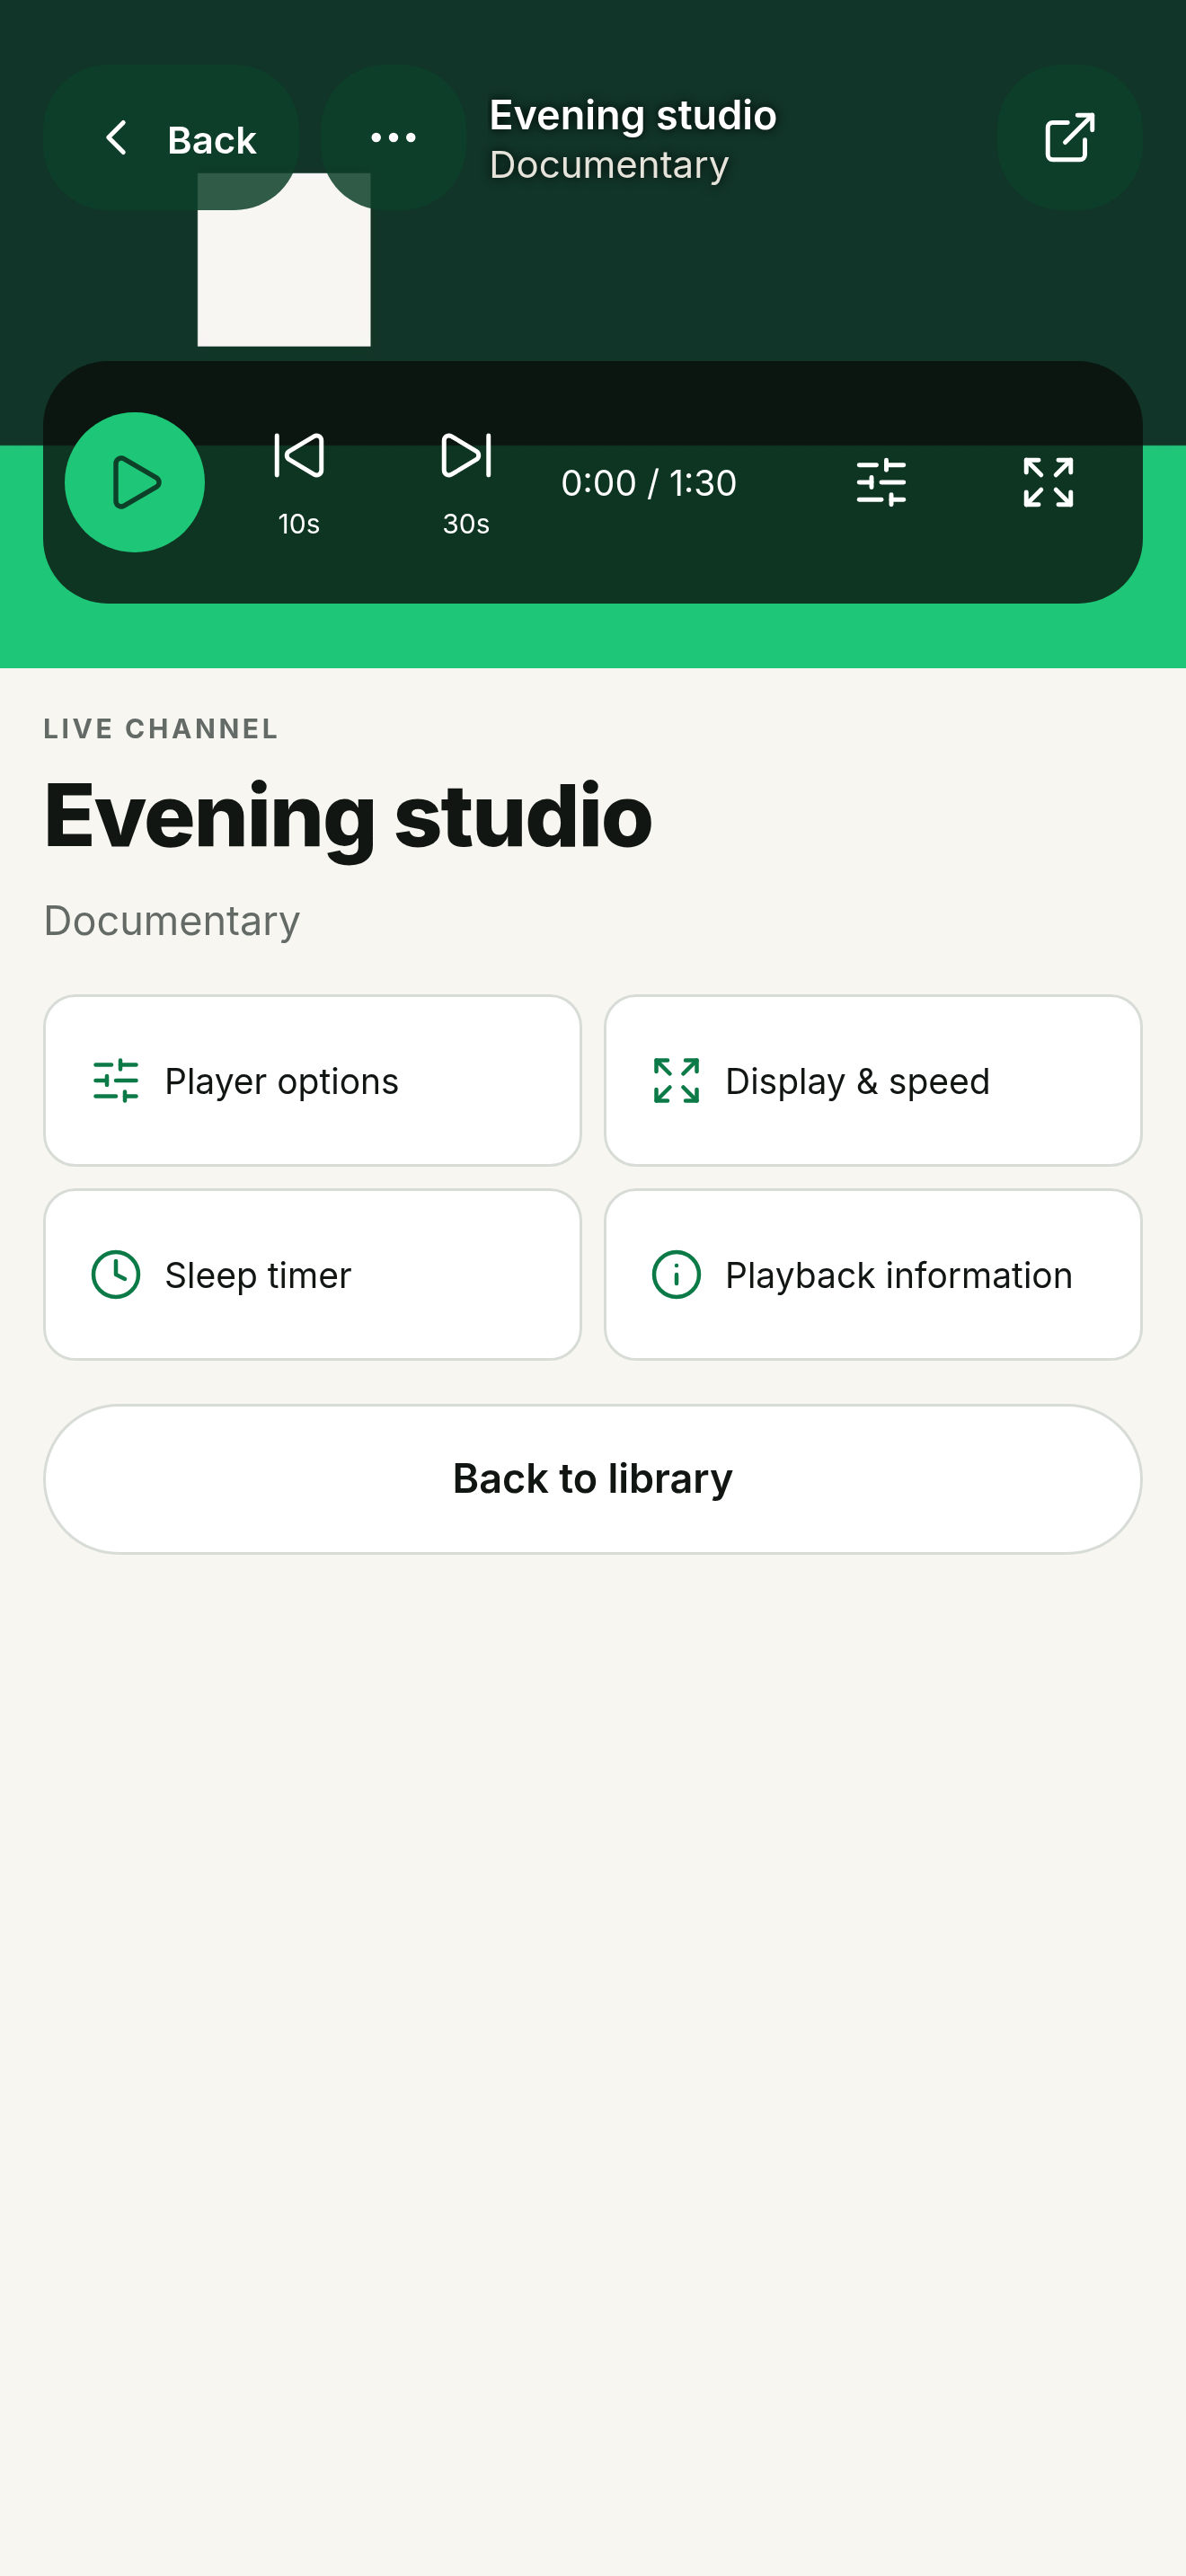 Back
Evening studio
Documentary
10s
30s
0:00 / 1:30
LIVE CHANNEL
Evening studio
Documentary
Player options
Display & speed
Sleep timer
Playback information
Back to library